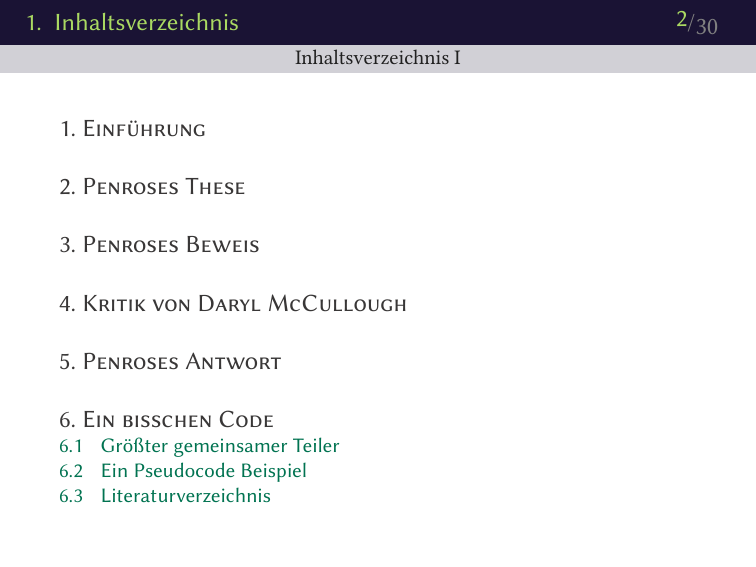 1. Inhaltsverzeichnis 2/30
Inhaltsverzeichnis I
1. Einführung
2. Penroses These
3. Penroses Beweis
4. Kritik von Daryl McCullough
5. Penroses Antwort
6. Ein bisschen Code
6.1 Größter gemeinsamer Teiler
6.2 Ein Pseudocode Beispiel
6.3 Literaturverzeichnis